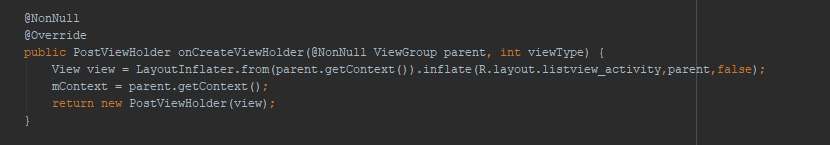 @NonNull
@Override
public PostViewHolder onCreateViewHolder(@NonNull ViewGroup parent, int viewType) {
View view = LayoutInflater.from(parent.getContext()).inflate(R.layout.listview_activity,parent,false);
mContext = parent.getContext();
return new PostViewHolder(view);
}